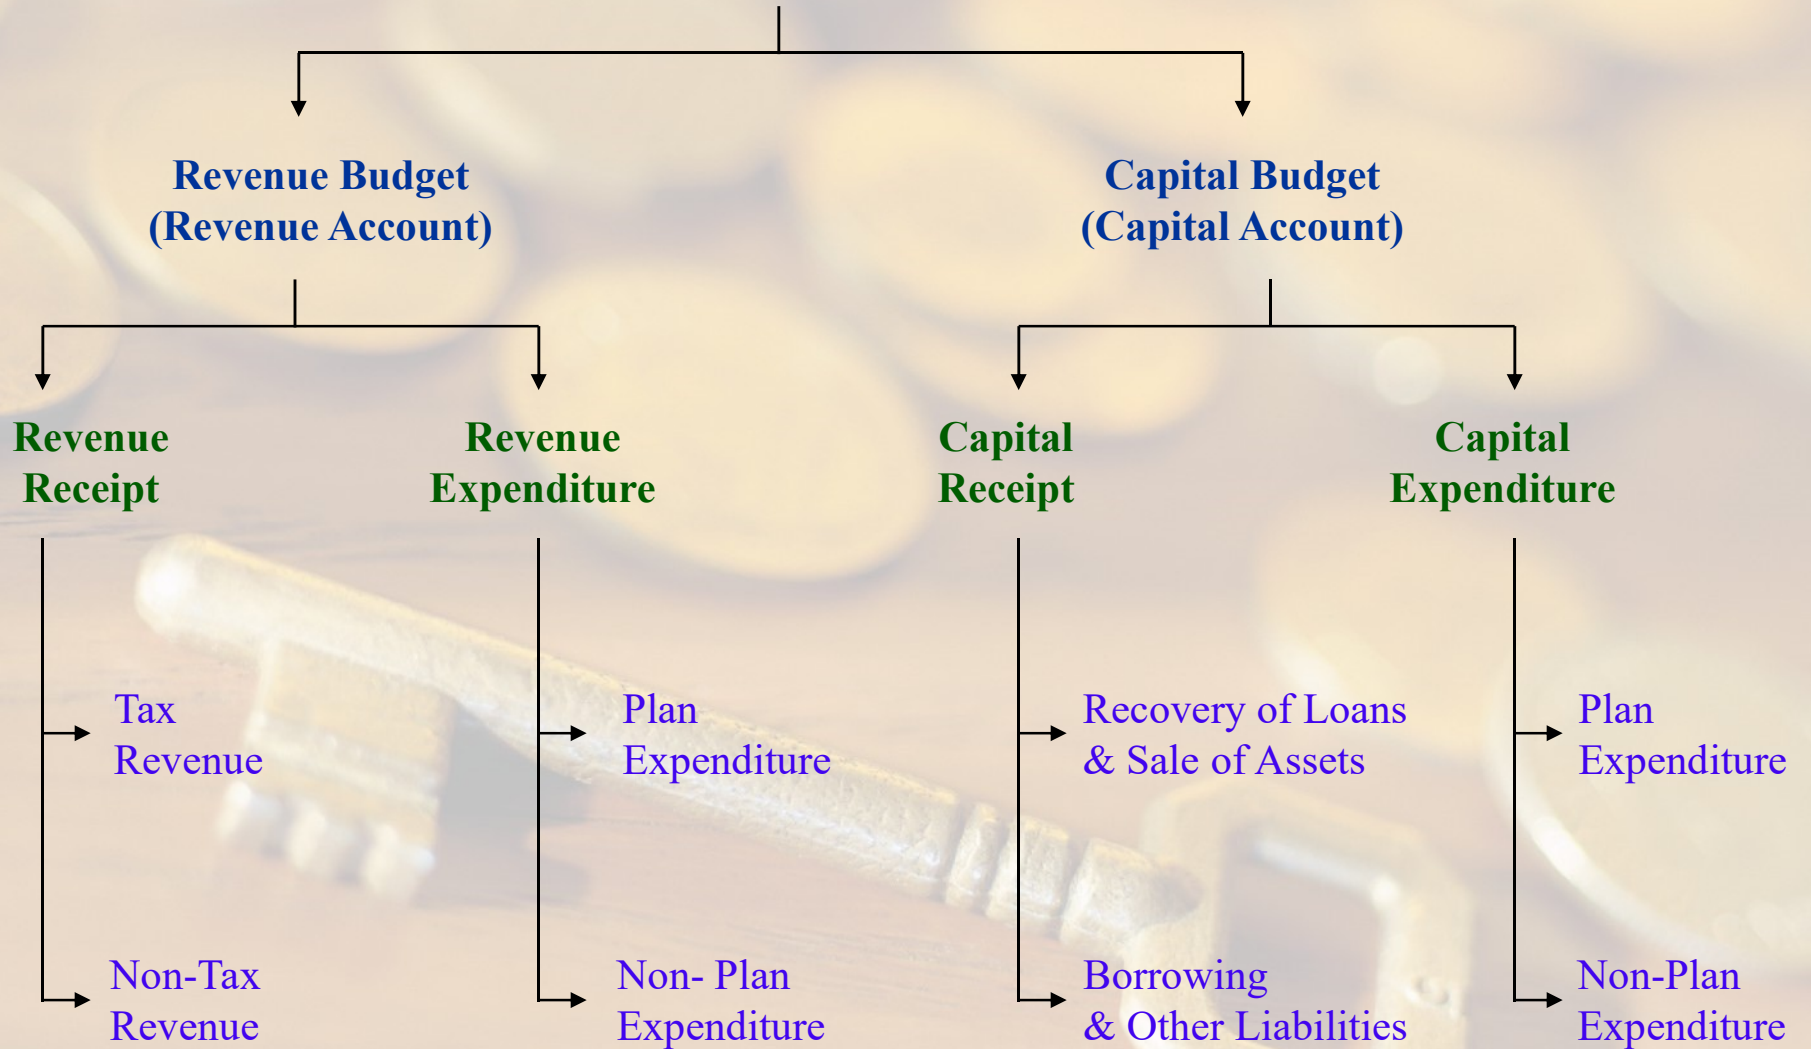 Revenue Budget
(Revenue Account)
Capital Budget
(Capital Account)
Revenue
Receipt
Revenue
Expenditure
Capital
Receipt
Capital
Expenditure
Tax
Revenue
Plan
Expenditure
Recovery of Loans
& Sale of Assets
Plan
Expenditure
Non-Tax
Revenue
Non- Plan
Expenditure
Borrowing
& Other Liabilities
Non-Plan
Expenditure